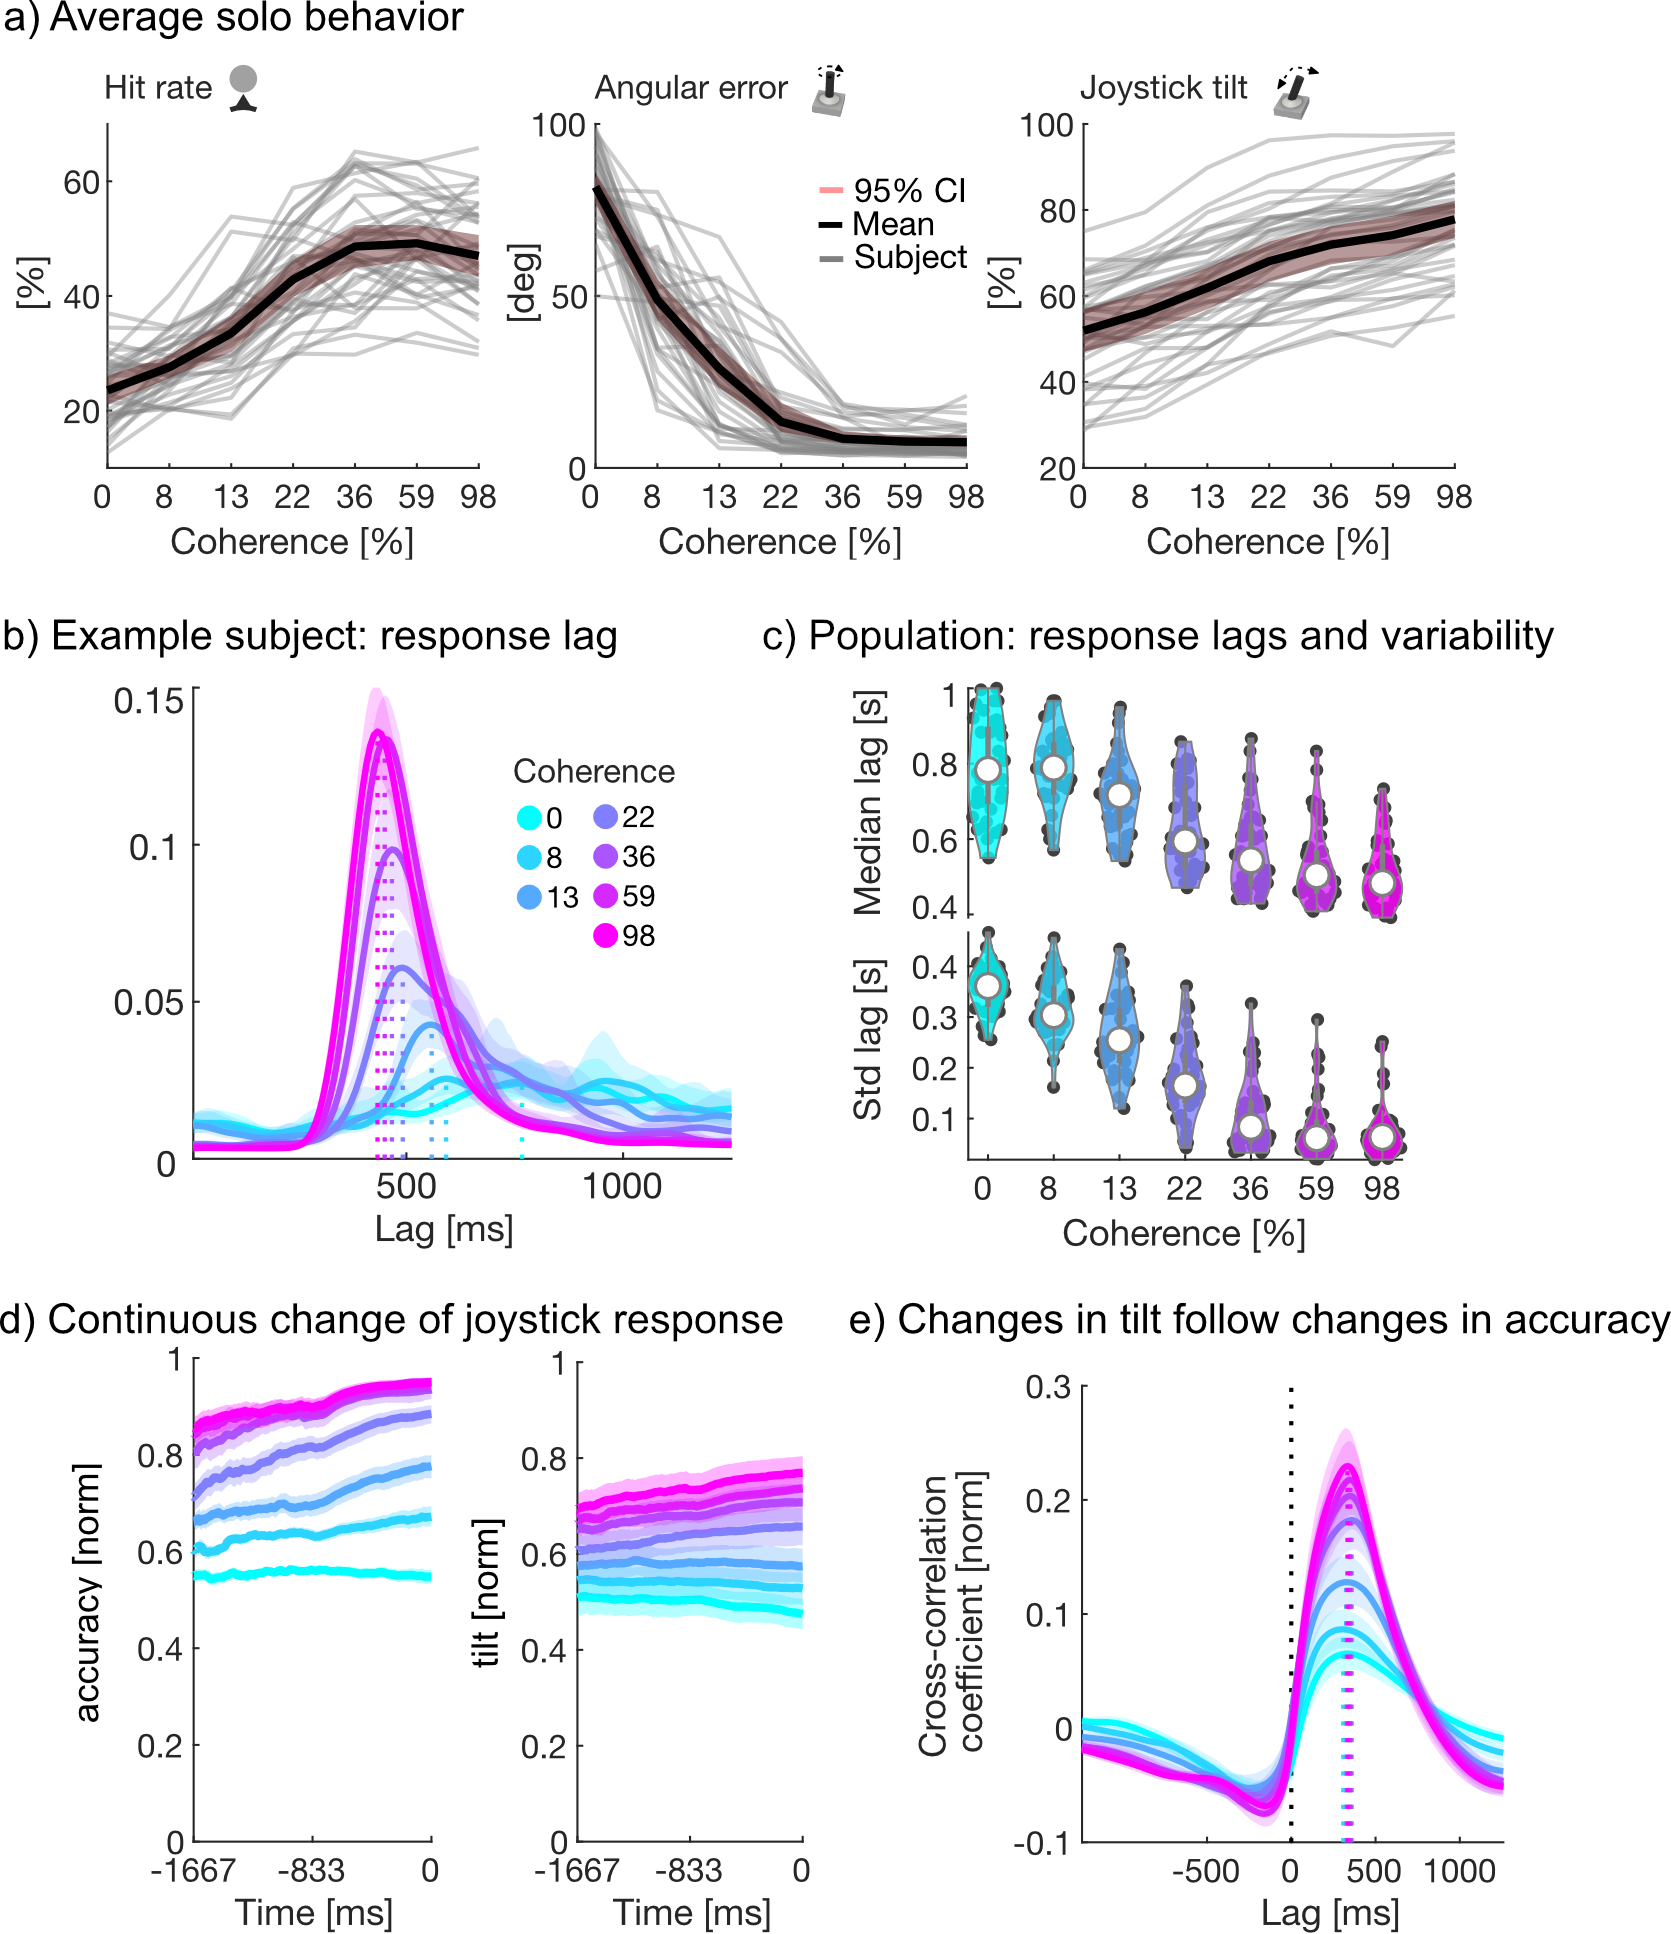 a) Average solo behavior
Hit rate
Angular error
Joystick tilt
[%]
60
40
20
0 8 13 22 36 59 98
Coherence [%]
[deg]
100
50
0
95% CI
Mean
Subject
0 8 13 22 36 59 98
Coherence [%]
[%]
100
80
60
40
20
0 8 13 22 36 59 98
Coherence [%]
b) Example subject: response lag
0.15
0.1
0.05
0
500 1000
Lag [ms]
Coherence
0 22
8 36
13 59
98
c) Population: response lags and variability
Median lag [s]
1
0.8
0.6
0.4
Std lag [s]
0.4
0.3
0.2
0.1
0 8 13 22 36 59 98
Coherence [%]
d) Continuous change of joystick response
accuracy [norm]
1
0.8
0.6
0.4
0.2
0
-1667 -833 0
Time [ms]
tilt [norm]
1
0.8
0.6
0.4
0.2
0
-1667 -833 0
Time [ms]
e) Changes in tilt follow changes in accuracy
Cross-correlation
coefficient [norm]
0.3
0.2
0.1
0
-0.1
-500 0 500 1000
Lag [ms]